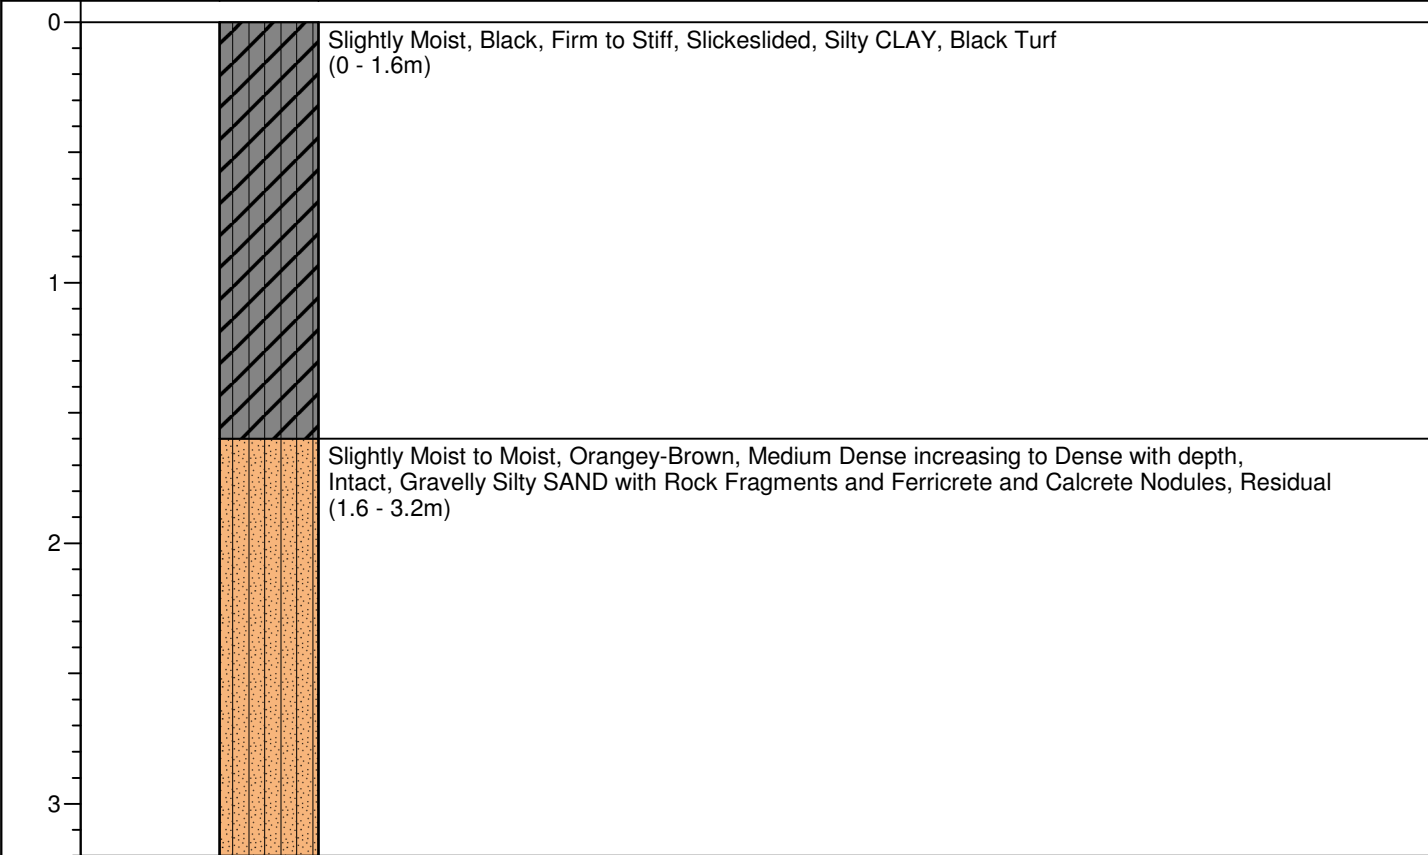 0
Slightly Moist, Black, Firm to Stiff, Slickeslided, Silty CLAY, Black Turf
(0 - 1.6m)
1
Slightly Moist to Moist, Orangey-Brown, Medium Dense increasing to Dense with depth,
Intact, Gravelly Silty SAND with Rock Fragments and Ferricrete and Calcrete Nodules, Residual
(1.6 - 3.2m)
2
3